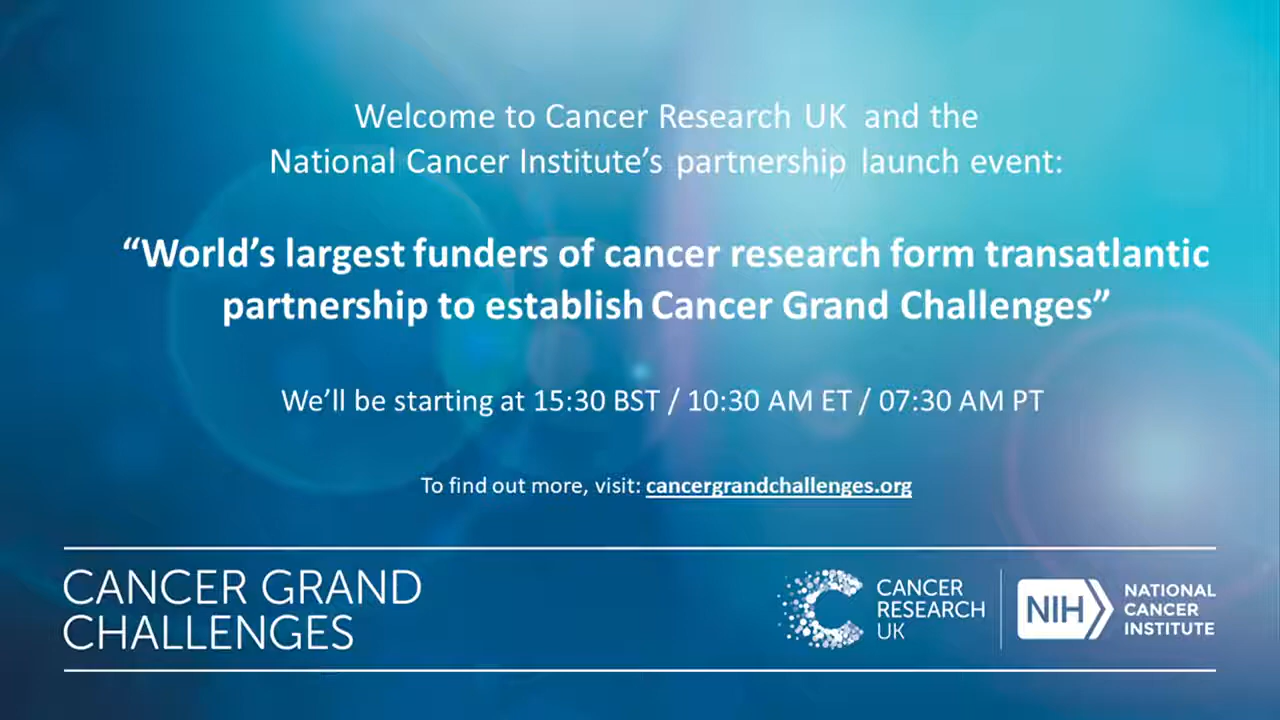 Welcome to Cancer Research UK and the
National Cancer Institute’s partnership launch event:
“World’s largest funders of cancer research form transatlantic
partnership to establish Cancer Grand Challenges”
We’ll be starting at 15:30 BST / 10:30 AM ET / 07:30 AM PT
To find out more, visit: cancergrandchallenges.org
CANCER GRAND
CHALLENGES
CANCER
RESEARCH
UK
NIH
NATIONAL
CANCER
INSTITUTE